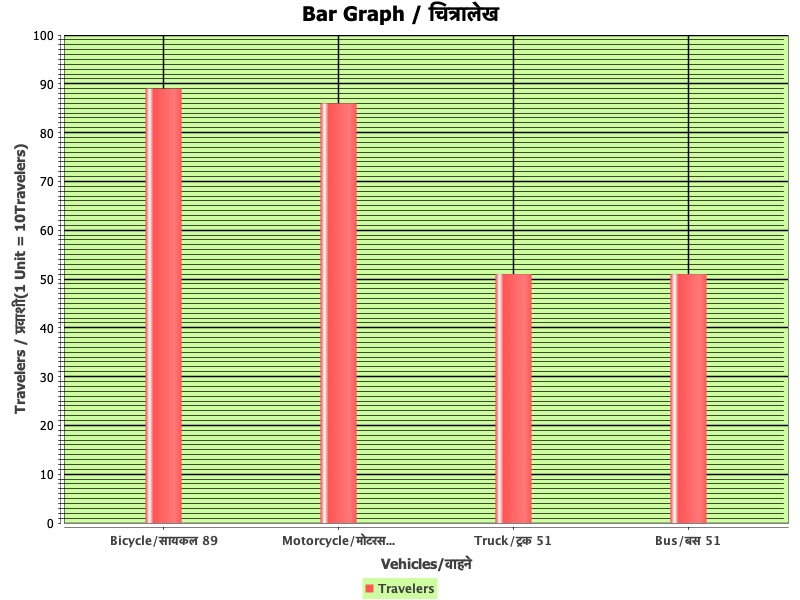 Bar Graph / चित्रालेख
Travelers / प्रवाशी(1 Unit = 10Travelers)
100
90
80
70
60
50
40
30
20
10
0
Bicycle/सायकल 89 Motorcycle/मोटरस... Truck/ट्रक 51 Bus/बस 51
Vehicles/वाहने
Travelers